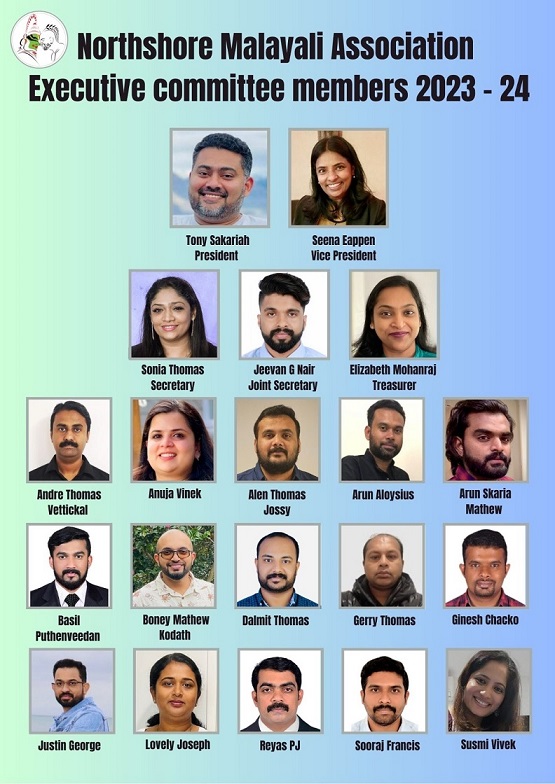 Northshore Malayali Association
Executive committee members 2023 - 24
Tony Sakariah
President
Seena Eappen
Vice President
Sonia Thomas
Secretary
Jeevan G Nair
Joint Secretary
Elizabeth Mohanraj
Treasurer
Andre Thomas
Vettickal
Anuja Vinek
Alen Thomas
Jossy
Arun Aloysius
Arun Skaria
Mathew
Basil
Puthenveedan
Boney Mathew
Kodath
Dalmit Thomas
Gerry Thomas
Ginesh Chacko
Justin George
Lovely Joseph
Reyas PJ
Sooraj Francis
Susmi Vivek